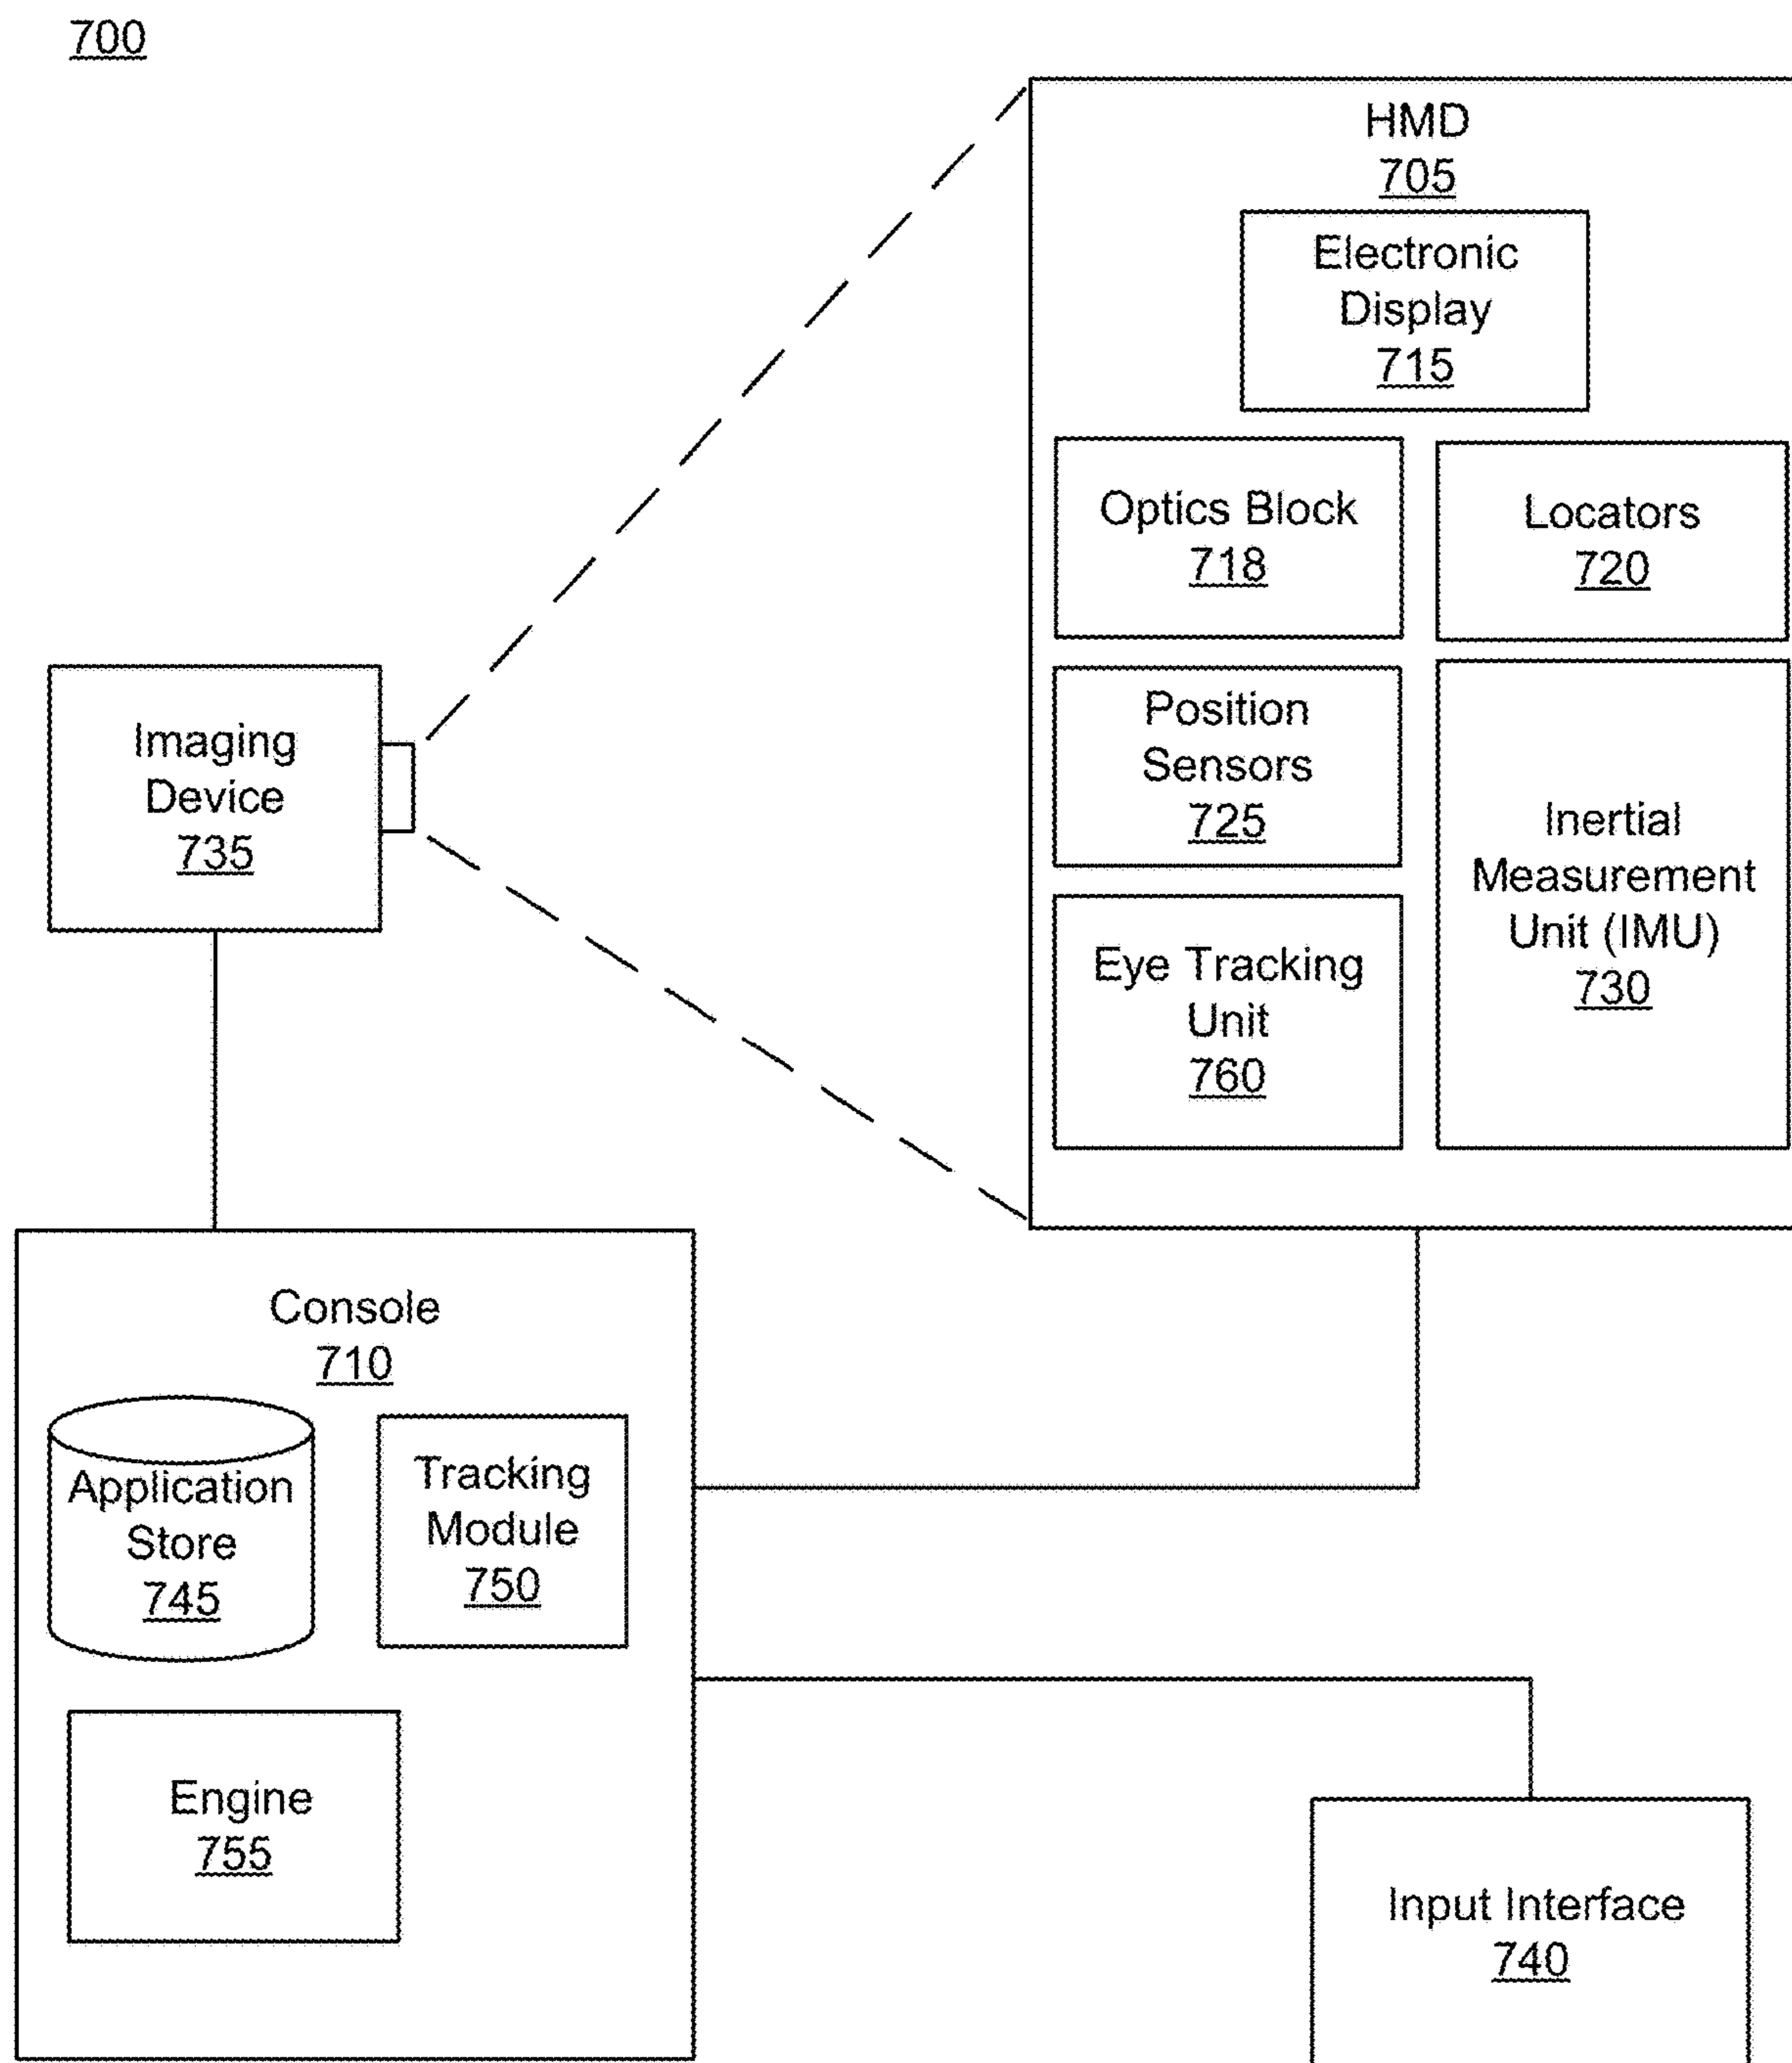 700
HMD
705
Electronic
Display
715
Optics Block
718
Locators
720
Position
Sensors
725
Inertial
Measurement
Unit (IMU)
730
Eye Tracking
Unit
760
Imaging
Device
735
Console
710
Application
Store
745
Tracking
Module
750
Engine
755
Input Interface
740